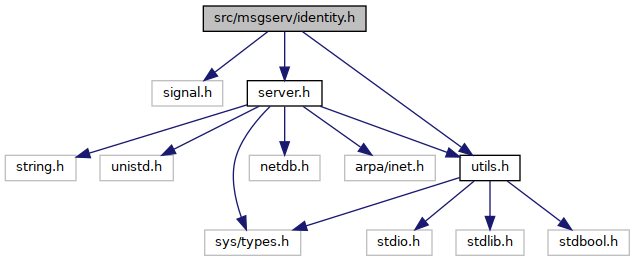 src/msgserv/identity.h
signal.h
server.h
string.h
unistd.h
netdb.h
arpa/inet.h
utils.h
sys/types.h
stdio.h
stdlib.h
stdbool.h